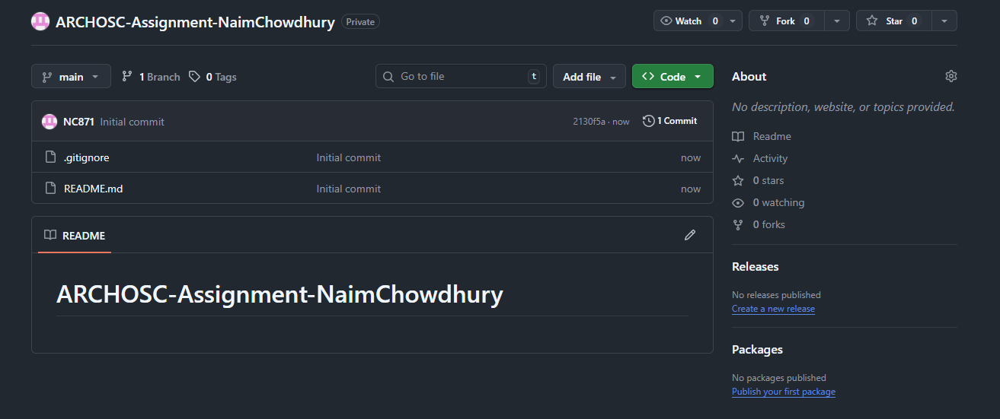 ARCHOSC-Assignment-NaimChowdhury Private
Watch 0
Fork 0
Star 0
main
1 Branch
0 Tags
Go to file t
Add file
Code
NC871 Initial commit 2130f5a · now 1 Commit
.gitignore Initial commit now
README.md Initial commit now
README
ARCHOSC-Assignment-NaimChowdhury
About
No description, website, or topics provided.
Readme
Activity
0 stars
0 watching
0 forks
Releases
No releases published
Create a new release
Packages
No packages published
Publish your first package